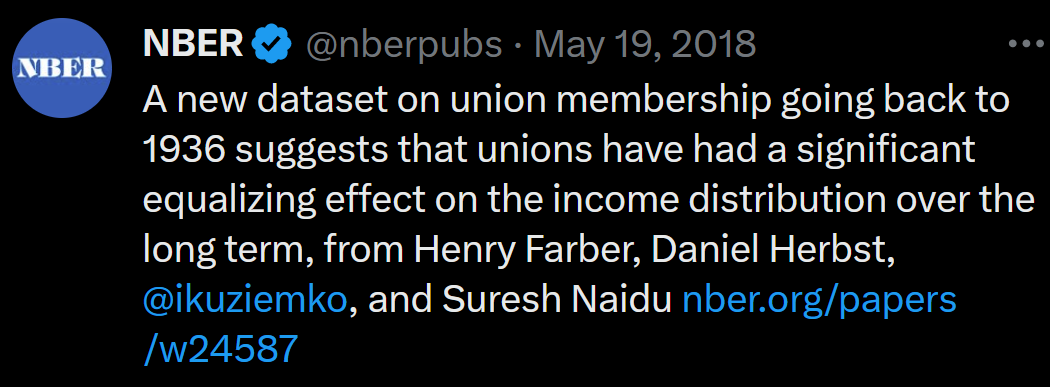 NBER
NBER @nberpubs · May 19, 2018
A new dataset on union membership going back to
1936 suggests that unions have had a significant
equalizing effect on the income distribution over the
long term, from Henry Farber, Daniel Herbst,
@ikuziemko, and Suresh Naidu nber.org/papers
/w24587